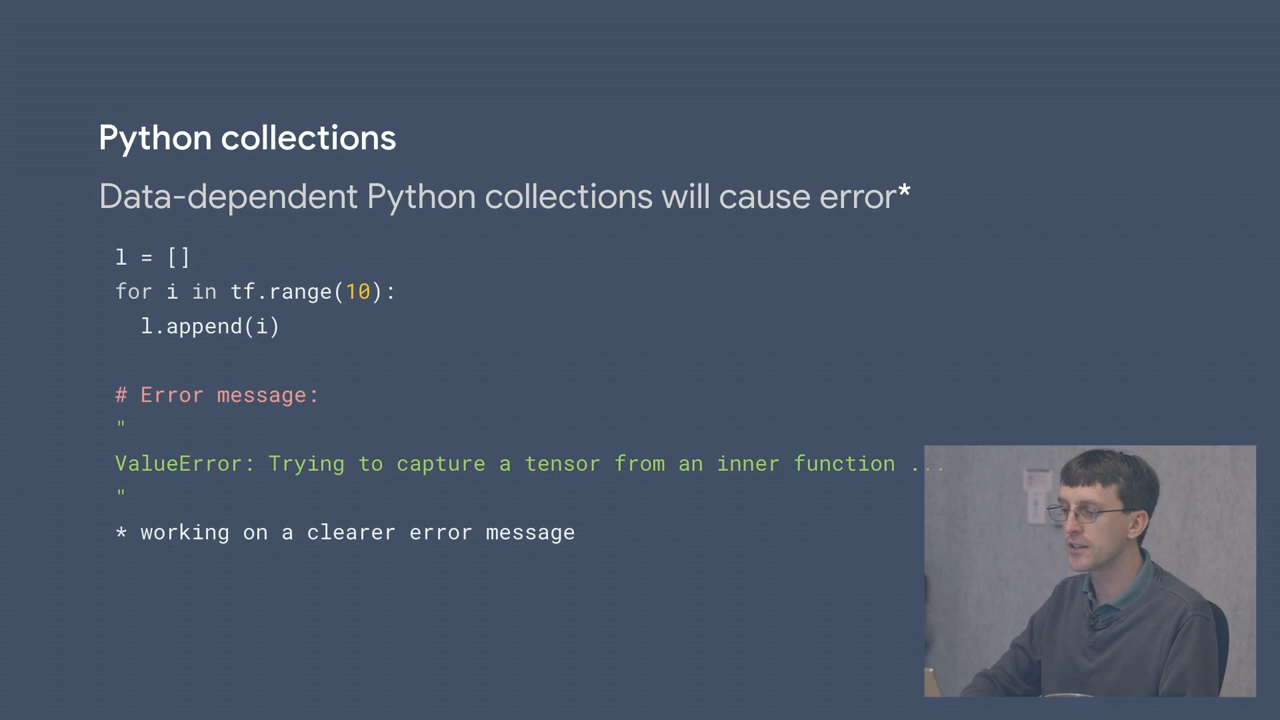 Python collections
Data-dependent Python collections will cause error*
l = []
for i in tf.range(10):
l.append(i)
# Error message:
"
ValueError: Trying to capture a tensor from an inner function ...
"
* working on a clearer error message